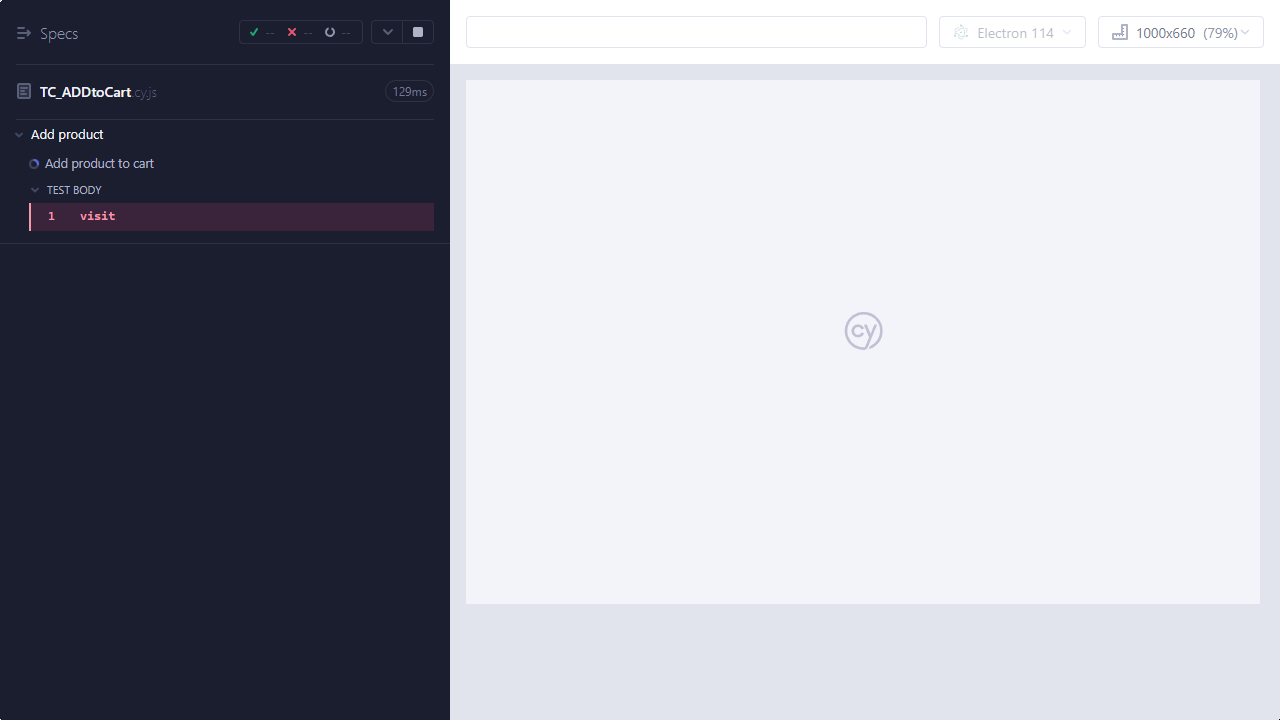 Specs
-- -- --
Electron 114
1000x660 (79%)
TC_ADDtoCart.cy.js
129ms
Add product
Add product to cart
TEST BODY
1 visit
cy